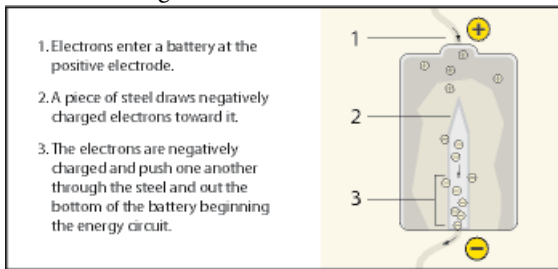 1. Electrons enter a battery at the
positive electrode.
2. A piece of steel draws negatively
charged electrons toward it.
3. The electrons are negatively
charged and push one another
through the steel and out the
bottom of the battery beginning
the energy circuit.
1
+
2
3
−